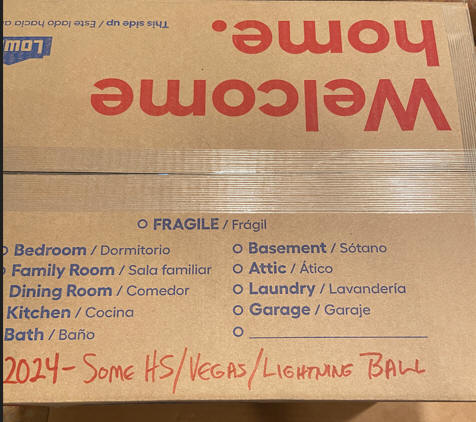 This side up / Este lado hacia
Lowe
Welcome
home.
FRAGILE / Frágil
Bedroom / Dormitorio
Family Room / Sala familiar
Dining Room / Comedor
Kitchen / Cocina
Bath / Baño
Basement / Sótano
Attic / Ático
Laundry / Lavandería
Garage / Garaje
2024 - SOME HS/VEGAS/LIGHTNING BALL